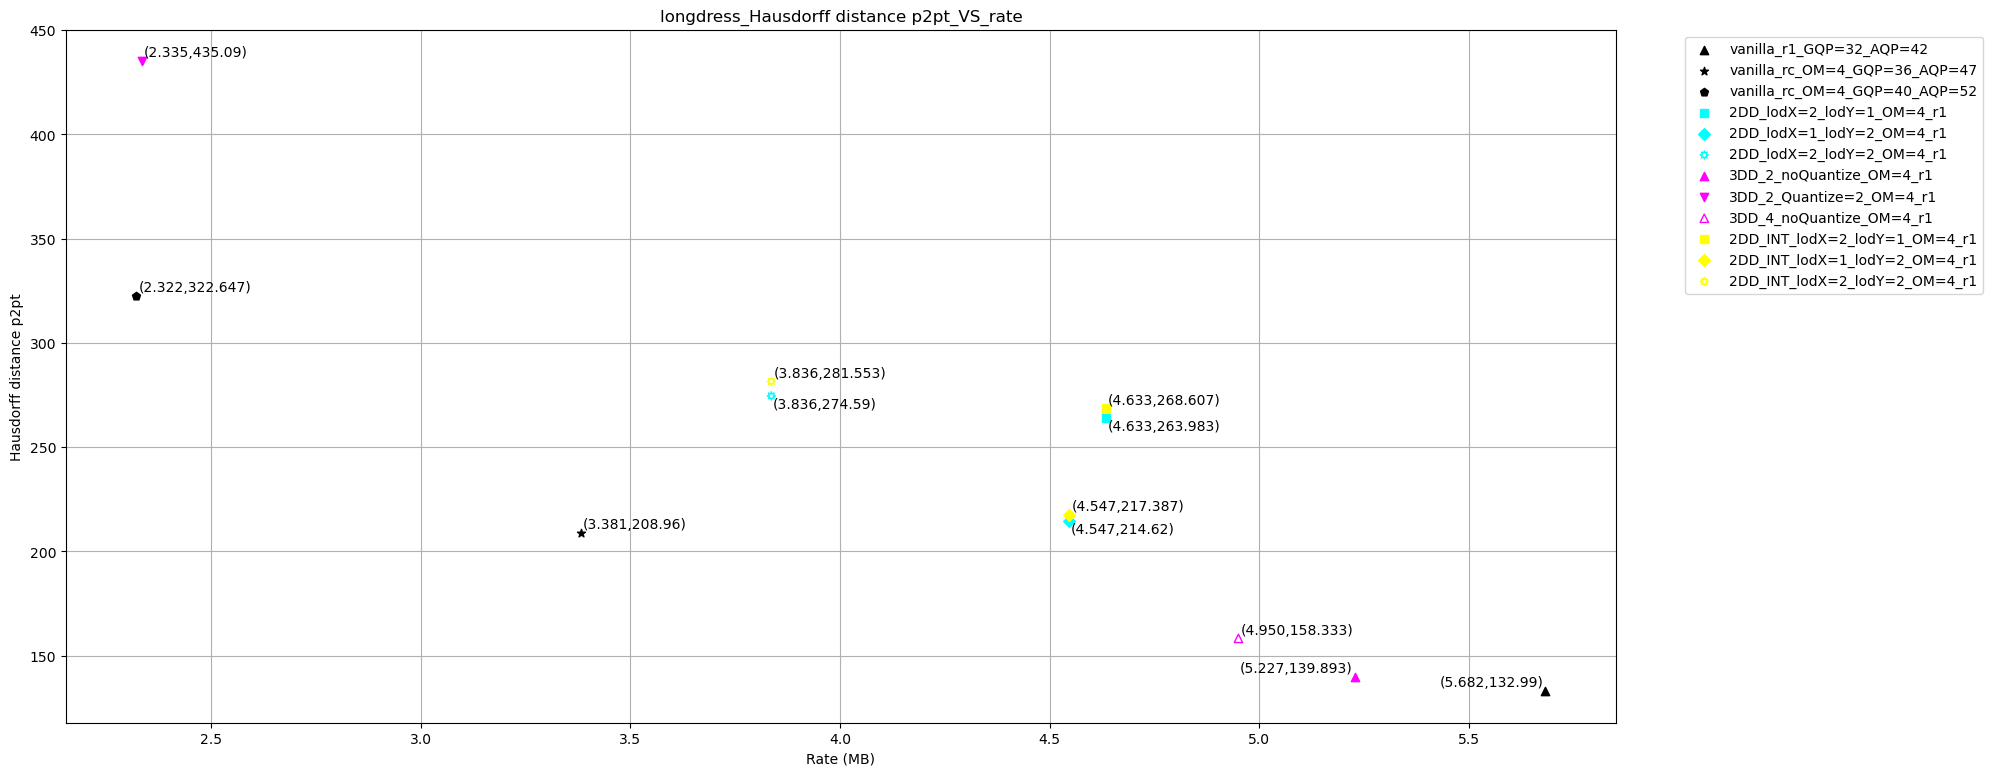 longdress_Hausdorff distance p2pt_VS_rate
Hausdorff distance p2pt
450
400
350
300
250
200
150
(2.335,435.09)
(2.322,322.647)
(3.836,281.553)
(3.836,274.59)
(4.633,268.607)
(4.633,263.983)
(4.547,217.387)
(4.547,214.62)
(3.381,208.96)
(4.950,158.333)
(5.227,139.893)
(5.682,132.99)
2.5 3.0 3.5 4.0 4.5 5.0 5.5
Rate (MB)
vanilla_r1_GQP=32_AQP=42
vanilla_rc_OM=4_GQP=36_AQP=47
vanilla_rc_OM=4_GQP=40_AQP=52
2DD_lodX=2_lodY=1_OM=4_r1
2DD_lodX=1_lodY=2_OM=4_r1
2DD_lodX=2_lodY=2_OM=4_r1
3DD_2_noQuantize_OM=4_r1
3DD_2_Quantize=2_OM=4_r1
3DD_4_noQuantize_OM=4_r1
2DD_INT_lodX=2_lodY=1_OM=4_r1
2DD_INT_lodX=1_lodY=2_OM=4_r1
2DD_INT_lodX=2_lodY=2_OM=4_r1